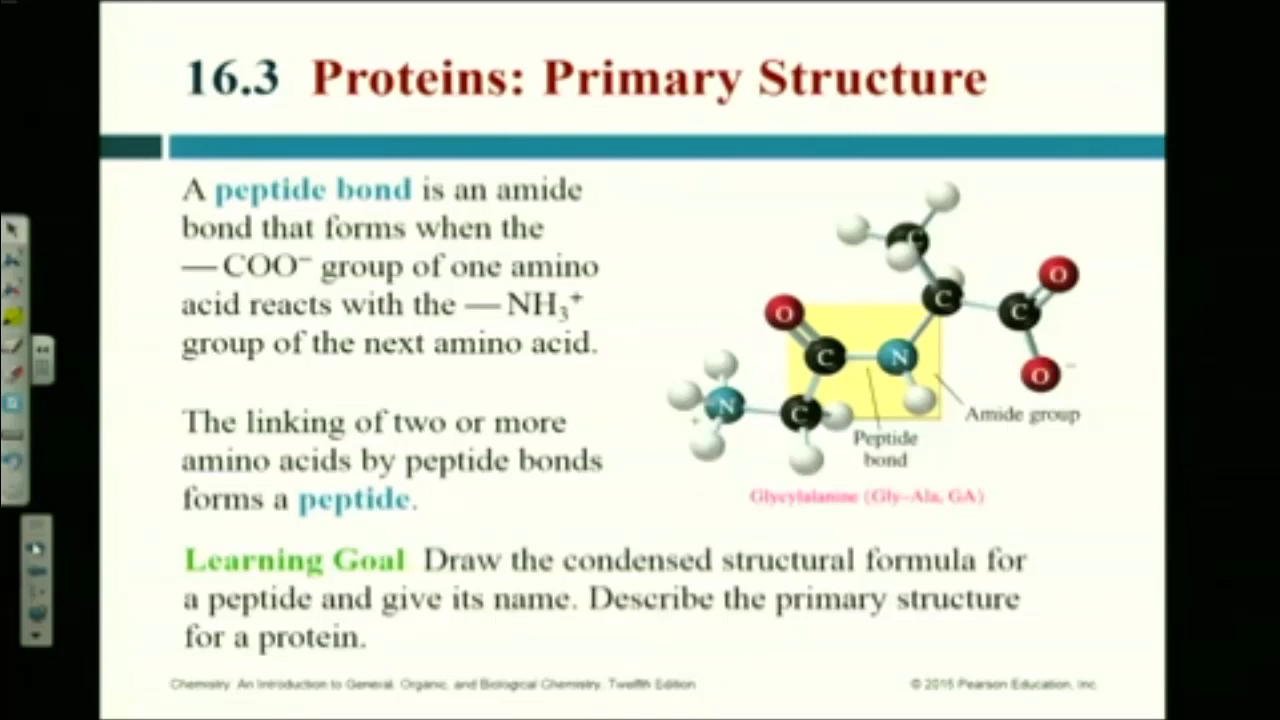 16.3 Proteins: Primary Structure
A peptide bond is an amide
bond that forms when the
—COO⁻ group of one amino
acid reacts with the —NH₃⁺
group of the next amino acid.
The linking of two or more
amino acids by peptide bonds
forms a peptide.
C
O
C
O
C
O
C
N
N
+
C
O
−
Amide group
Peptide
bond
Glycylalanine (Gly–Ala, GA)
Learning Goal Draw the condensed structural formula for
a peptide and give its name. Describe the primary structure
for a protein.
Chemistry: An Introduction to General, Organic, and Biological Chemistry, Twelfth Edition
© 2015 Pearson Education, Inc.